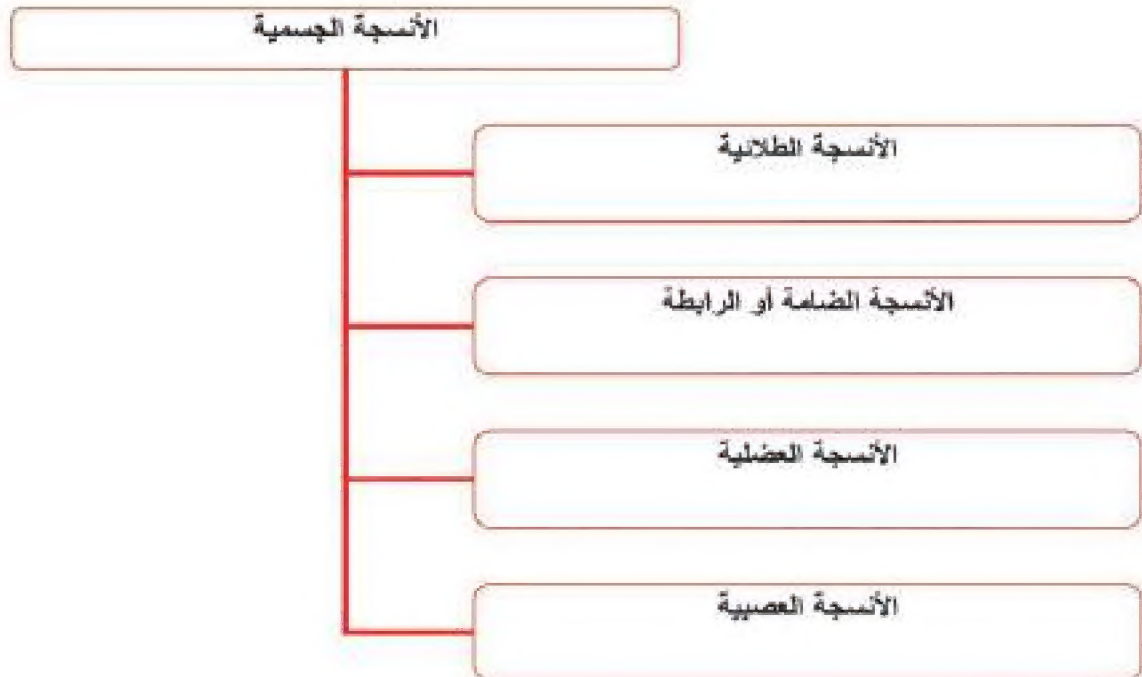 الأنسجة الجسمية
الأنسجة الطلائية
الأنسجة الضامة أو الرابطة
الأنسجة العضلية
الأنسجة العصبية